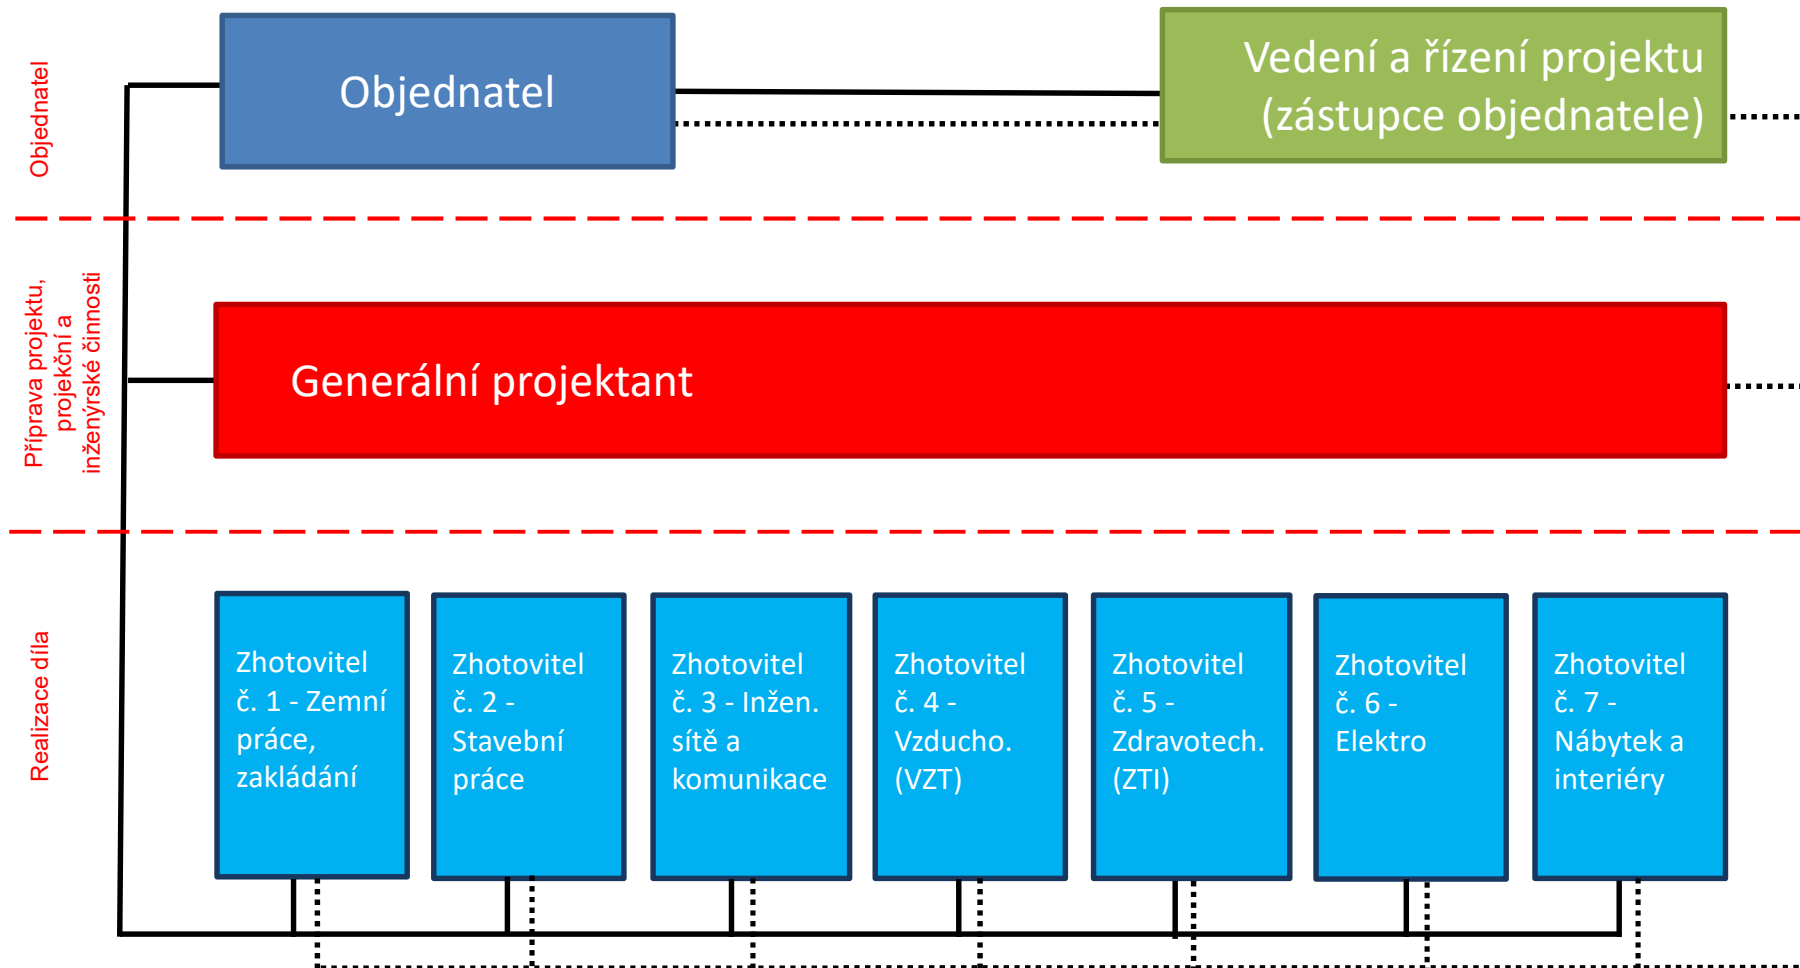 Objednatel
Objednatel
Vedení a řízení projektu
(zástupce objednatele)
Příprava projektu,
projekční a
inženýrské činnosti
Generální projektant
Realizace díla
Zhotovitel
č. 1 - Zemní
práce,
zakládání
Zhotovitel
č. 2 -
Stavební
práce
Zhotovitel
č. 3 - Inžen.
sítě a
komunikace
Zhotovitel
č. 4 -
Vzducho.
(VZT)
Zhotovitel
č. 5 -
Zdravotech.
(ZTI)
Zhotovitel
č. 6 -
Elektro
Zhotovitel
č. 7 -
Nábytek a
interiéry